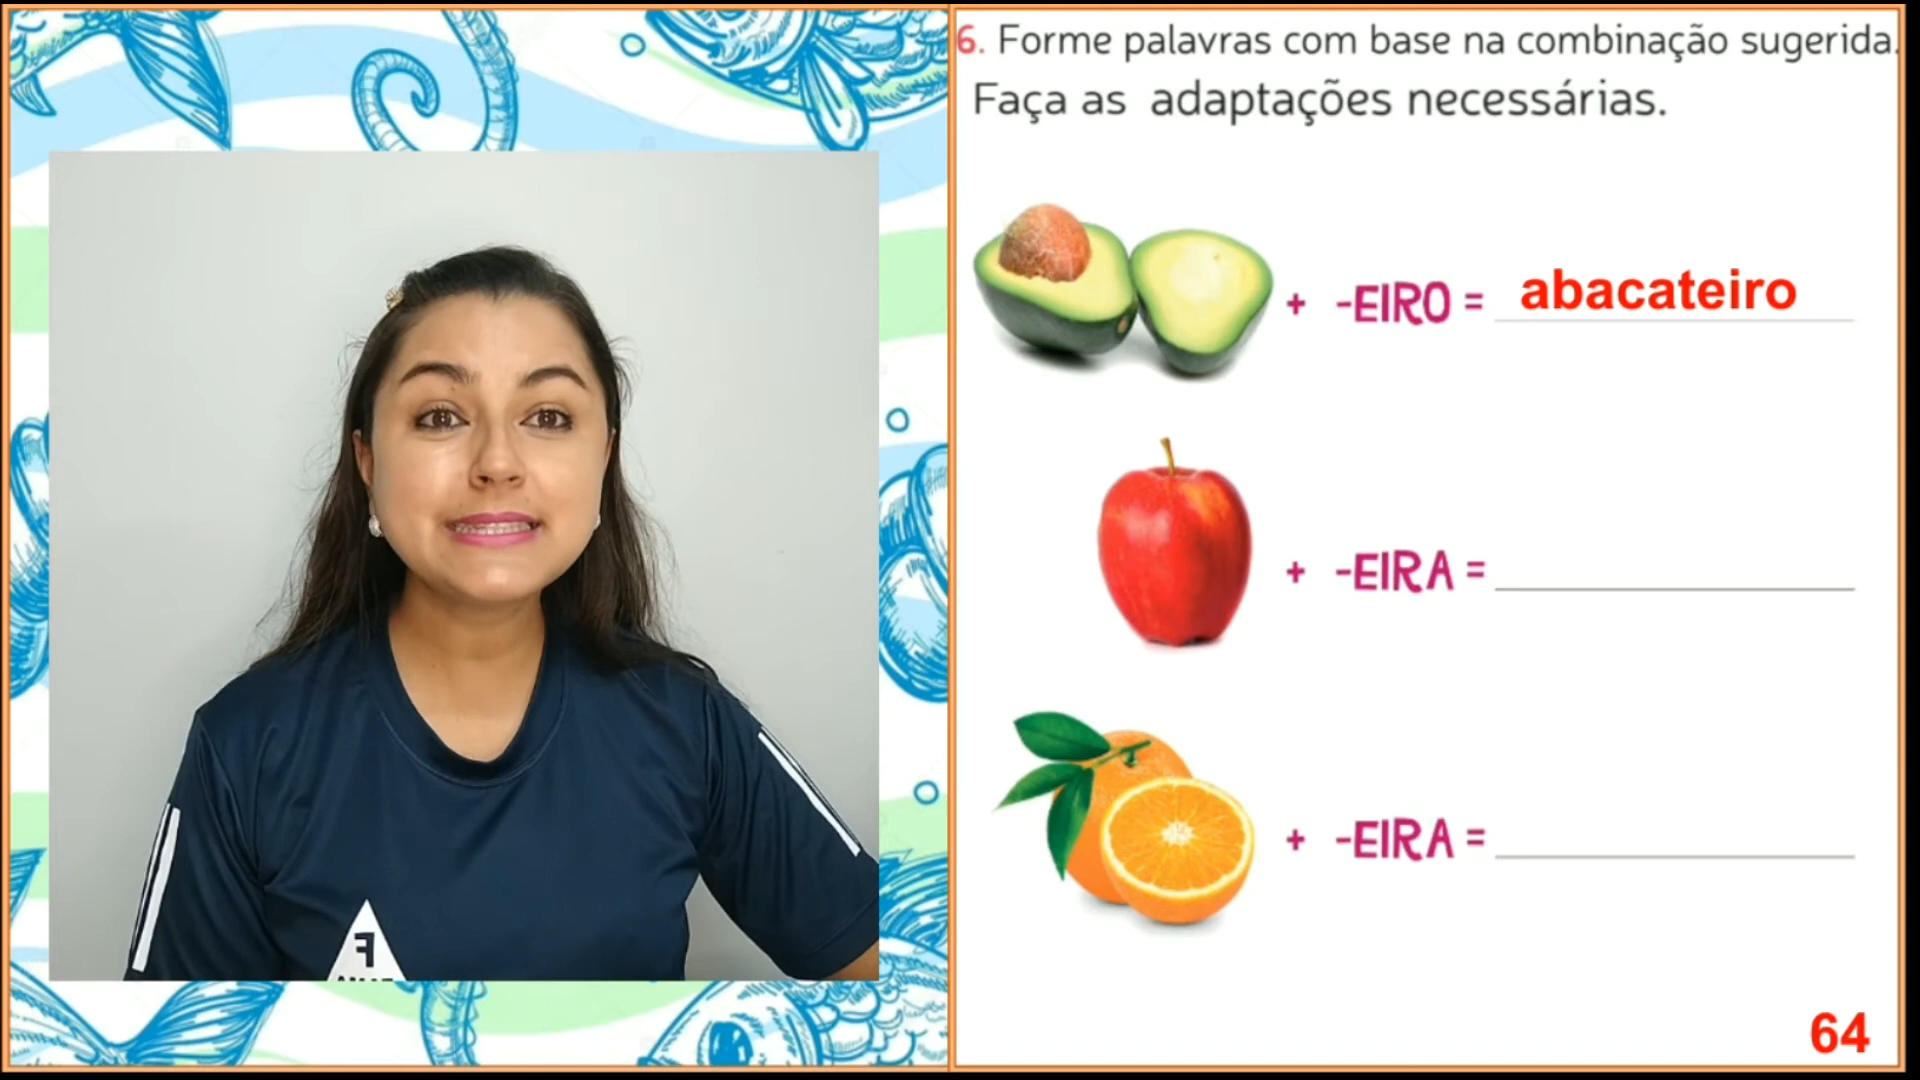 6. Forme palavras com base na combinação sugerida.
Faça as adaptações necessárias.
+ -EIRO = abacateiro
+ -EIRA =
+ -EIRA =
F
64